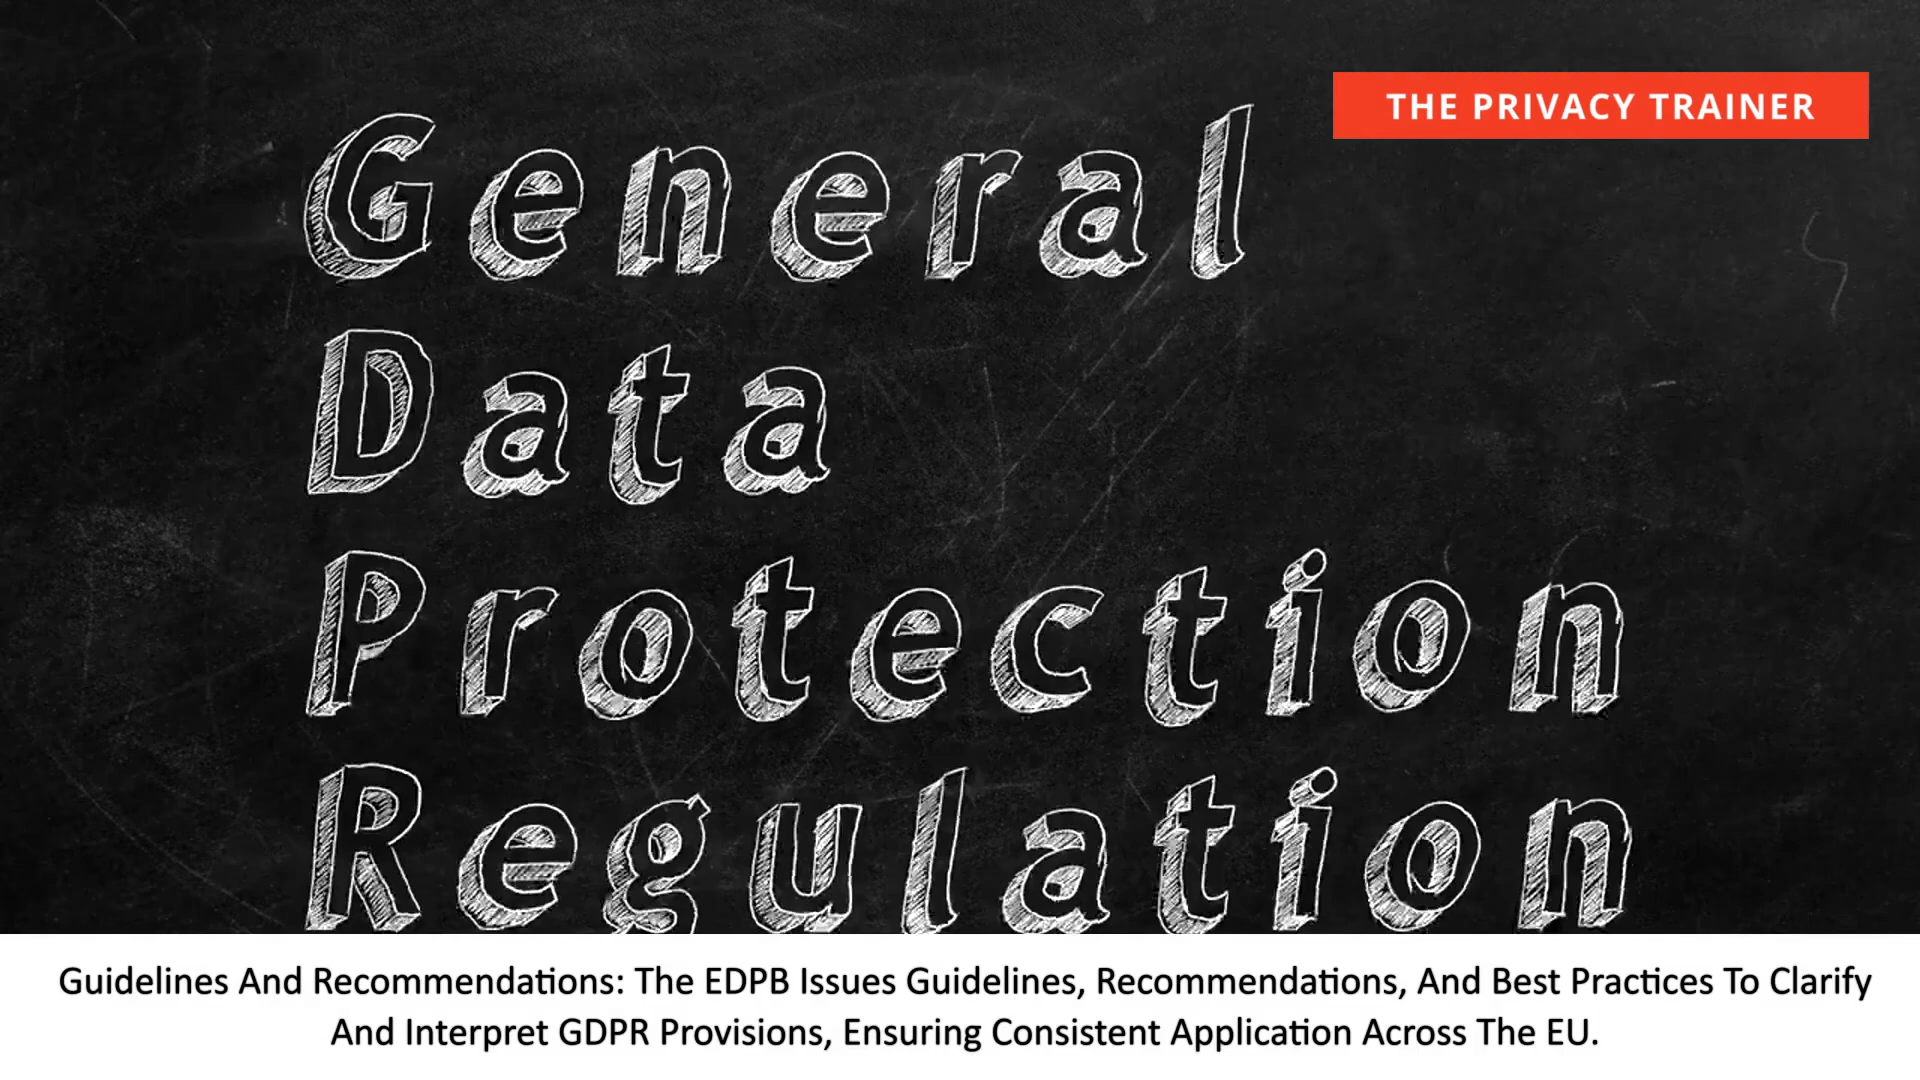 THE PRIVACY TRAINER
General
Data
Protection
Regulation
Guidelines And Recommendations: The EDPB Issues Guidelines, Recommendations, And Best Practices To Clarify
And Interpret GDPR Provisions, Ensuring Consistent Application Across The EU.